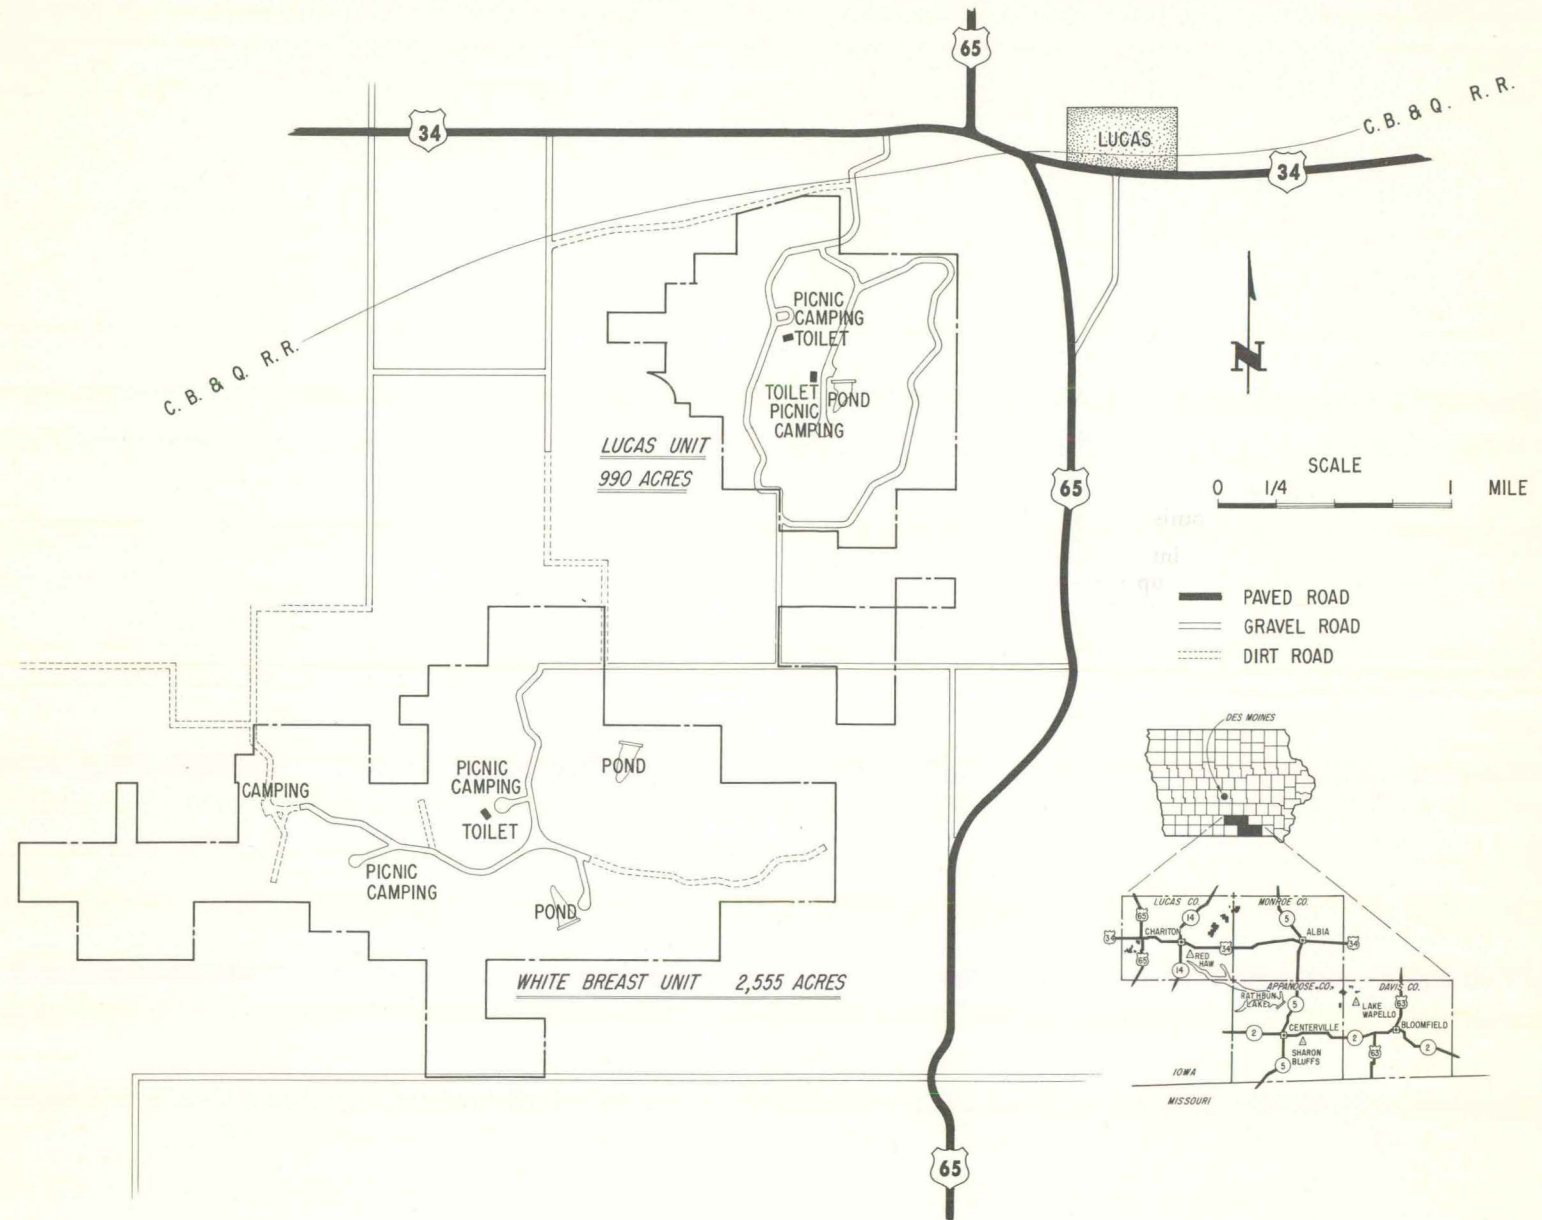 65
34
LUCAS
C. B. & Q. R. R.
34
C. B. & Q. R. R.
PICNIC
CAMPING
TOILET
TOILET
PICNIC
CAMPING
POND
N
LUCAS UNIT
990 ACRES
65
SCALE
0 1/4 1 MILE
PAVED ROAD
GRAVEL ROAD
DIRT ROAD
CAMPING
PICNIC
CAMPING
TOILET
POND
PICNIC
CAMPING
POND
WHITE BREAST UNIT 2,555 ACRES
65
DES MOINES
LUCAS CO.
MONROE CO.
65
14
5
34
CHARITON
ALBIA
34
34
65
14
RED
HAW
APPANOOSE CO.
DAVIS CO.
RATHBUN
LAKE
5
LAKE
WAPELLO
63
2
CENTERVILLE
2
BLOOMFIELD
SHARON
BLUFFS
5
63
2
IOWA
MISSOURI